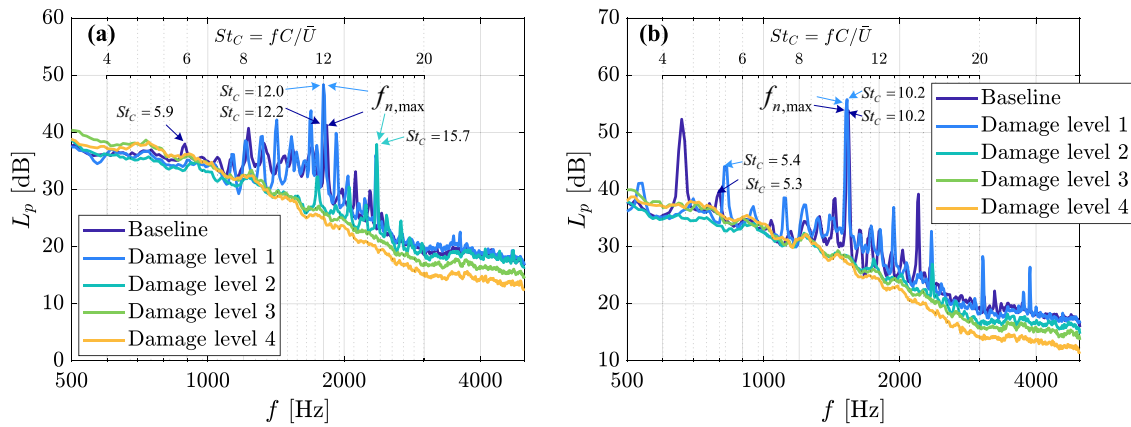 (a)
St_C = fC/Ū
4 6 8 12 20
60
50
40
30
20
10
0
L_p [dB]
St_C = 5.9
St_C = 12.0
St_C = 12.2
f_{n,max}
St_C = 15.7
Baseline
Damage level 1
Damage level 2
Damage level 3
Damage level 4
500 1000 2000 4000
f [Hz]
(b)
St_C = fC/Ū
4 6 8 12 20
70
60
50
40
30
20
10
L_p [dB]
f_{n,max}
St_C = 10.2
St_C = 10.2
St_C = 5.4
St_C = 5.3
Baseline
Damage level 1
Damage level 2
Damage level 3
Damage level 4
500 1000 2000 4000
f [Hz]